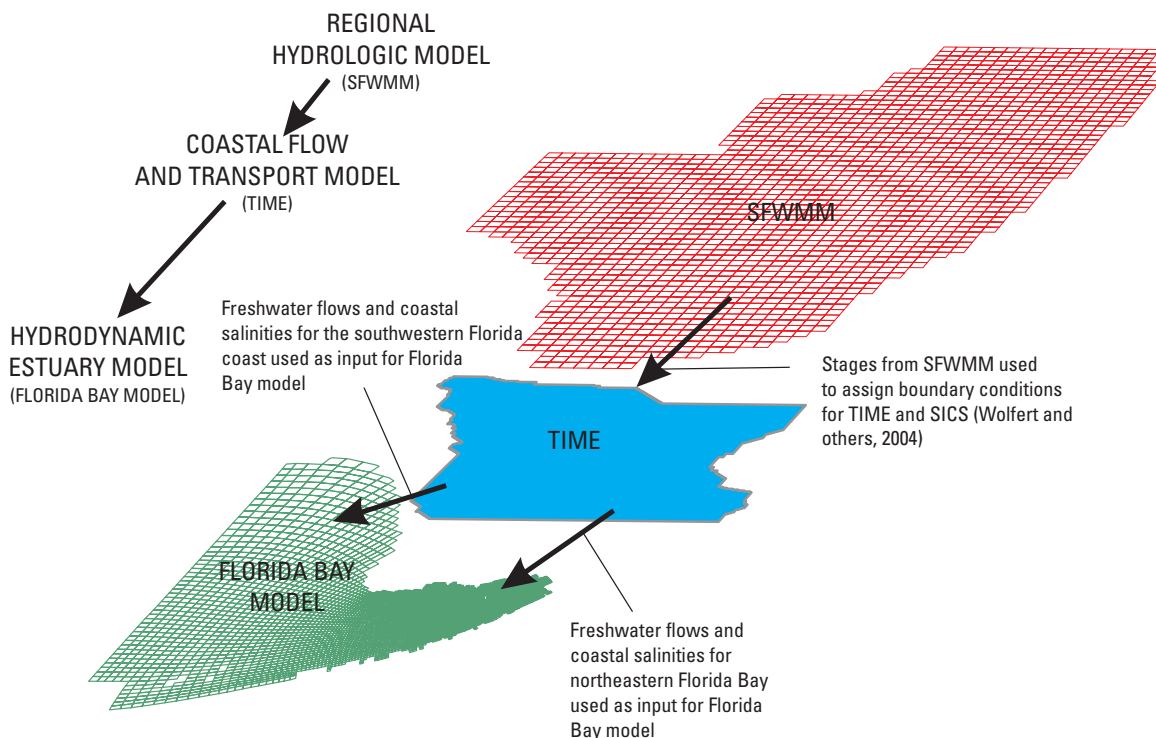 REGIONAL
HYDROLOGIC MODEL
(SFWMM)
COASTAL FLOW
AND TRANSPORT MODEL
(TIME)
HYDRODYNAMIC
ESTUARY MODEL
(FLORIDA BAY MODEL)
SFWMM
Freshwater flows and coastal
salinities for the southwestern Florida
coast used as input for Florida
Bay model
Stages from SFWMM used
to assign boundary conditions
for TIME and SICS (Wolfert and
others, 2004)
TIME
FLORIDA BAY
MODEL
Freshwater flows and
coastal salinities for
northeastern Florida Bay
used as input for Florida
Bay model